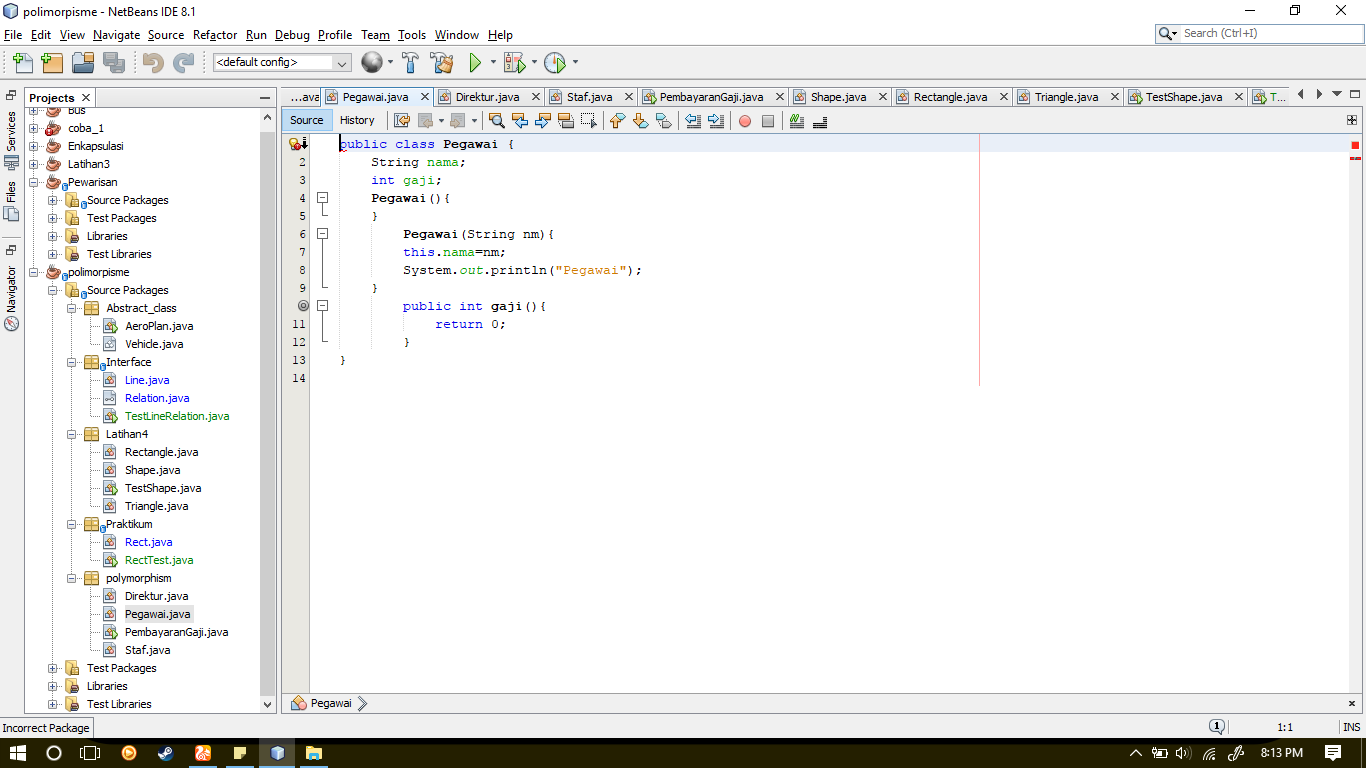 polimorpisme - NetBeans IDE 8.1
File Edit View Navigate Source Refactor Run Debug Profile Team Tools Window Help
Search (Ctrl+I)
<default config>
Projects
...ava Pegawai.java Direktur.java Staf.java PembayaranGaji.java Shape.java Rectangle.java Triangle.java TestShape.java T...
Source History
Services
Files
Navigator
Bus
coba_1
Enkapsulasi
Latihan3
Pewarisan
Source Packages
Test Packages
Libraries
Test Libraries
polimorpisme
Source Packages
Abstract_class
AeroPlan.java
Vehicle.java
Interface
Line.java
Relation.java
TestLineRelation.java
Latihan4
Rectangle.java
Shape.java
TestShape.java
Triangle.java
Praktikum
Rect.java
RectTest.java
polymorphism
Direktur.java
Pegawai.java
PembayaranGaji.java
Staf.java
Test Packages
Libraries
Test Libraries
public class Pegawai {
2 String nama;
3 int gaji;
4 Pegawai(){
5 }
6 Pegawai(String nm){
7 this.nama=nm;
8 System.out.println("Pegawai");
9 }
public int gaji(){
11 return 0;
12 }
13 }
14
Pegawai
Incorrect Package
1
1:1
INS
8:13 PM